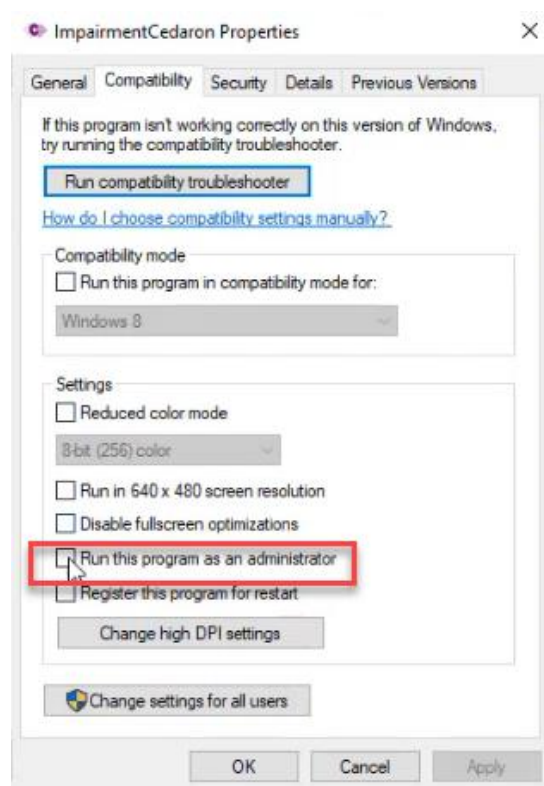 ImpairmentCedaron Properties
General Compatibility Security Details Previous Versions
If this program isn't working correctly on this version of Windows,
try running the compatibility troubleshooter.
Run compatibility troubleshooter
How do I choose compatibility settings manually?
Compatibility mode
Run this program in compatibility mode for:
Windows 8
Settings
Reduced color mode
8-bit (256) color
Run in 640 x 480 screen resolution
Disable fullscreen optimizations
Run this program as an administrator
Register this program for restart
Change high DPI settings
Change settings for all users
OK Cancel Apply